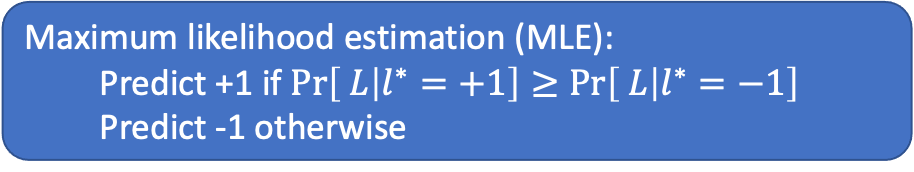 Maximum likelihood estimation (MLE):
Predict +1 if Pr[ L|l* = +1] ≥ Pr[ L|l* = −1]
Predict -1 otherwise